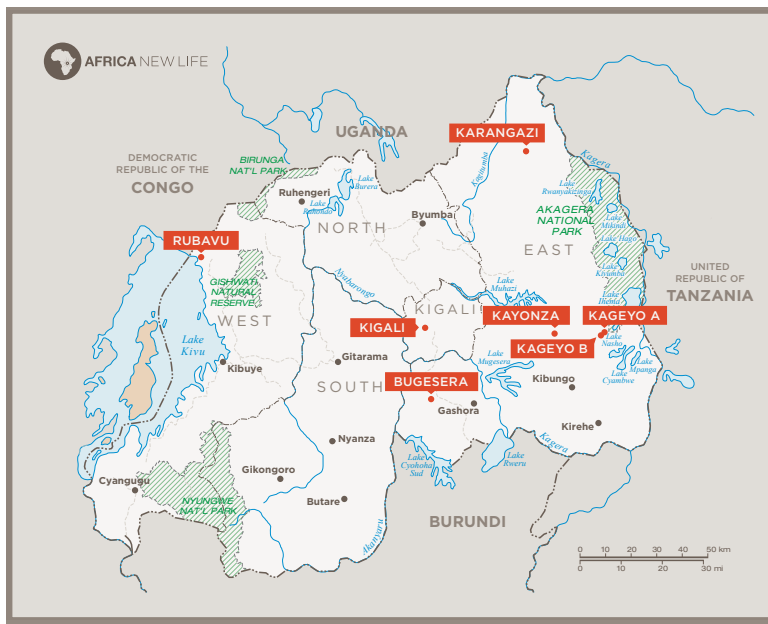 AFRICA NEW LIFE
UGANDA
KARANGAZI
DEMOCRATIC
REPUBLIC OF THE
CONGO
BIRUNGA
NAT'L PARK
Kagitumba
Kagera
Ruhengeri
Lake
Burera
Lake
Ruhondo
Lake
Rwanyakizinga
Byumba
AKAGERA
NATIONAL
PARK
Lake
Mikindi
NORTH
RUBAVU
EAST
Lake Hago
Lake
Kivumba
UNITED
REPUBLIC OF
TANZANIA
GISHWATI
NATURAL
RESERVE
Nyabarongo
Lake
Muhazi
Lake
Ihema
WEST
KIGALI
KIGALI
KAYONZA
KAGEYO A
KAGEYO B
Lake
Nasho
Lake
Kivu
Gitarama
Lake
Mugesera
Lake
Mpanga
Lake
Cyambwe
Kibuye
SOUTH
BUGESERA
Kibungo
Gashora
Kirehe
Nyanza
Kagera
Lake
Cyohoha
Sud
Lake
Rweru
Gikongoro
Cyangugu
NYUNGWE
NAT'L PARK
Butare
BURUNDI
Akanyaru
0 10 20 30 40 50 km
0 10 20 30 mi